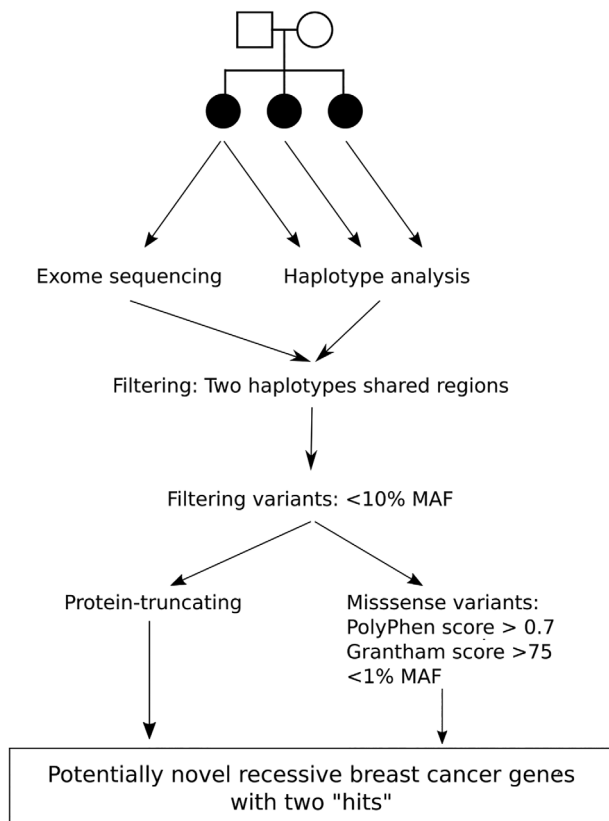 Exome sequencing
Haplotype analysis
Filtering: Two haplotypes shared regions
Filtering variants: <10% MAF
Protein-truncating
Misssense variants:
PolyPhen score > 0.7
Grantham score >75
<1% MAF
Potentially novel recessive breast cancer genes
with two "hits"